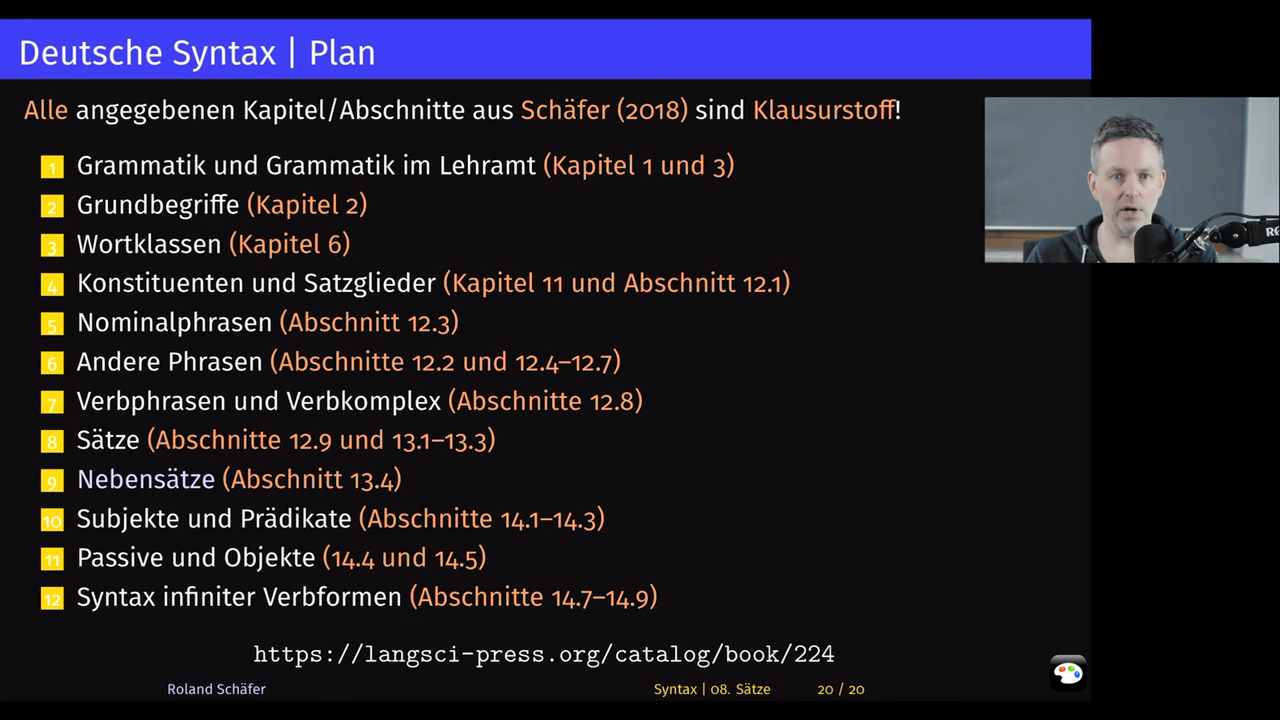 Deutsche Syntax | Plan
Alle angegebenen Kapitel/Abschnitte aus Schäfer (2018) sind Klausurstoff!
1 Grammatik und Grammatik im Lehramt (Kapitel 1 und 3)
2 Grundbegriffe (Kapitel 2)
3 Wortklassen (Kapitel 6)
4 Konstituenten und Satzglieder (Kapitel 11 und Abschnitt 12.1)
5 Nominalphrasen (Abschnitt 12.3)
6 Andere Phrasen (Abschnitte 12.2 und 12.4–12.7)
7 Verbphrasen und Verbkomplex (Abschnitte 12.8)
8 Sätze (Abschnitte 12.9 und 13.1–13.3)
9 Nebensätze (Abschnitt 13.4)
10 Subjekte und Prädikate (Abschnitte 14.1–14.3)
11 Passive und Objekte (14.4 und 14.5)
12 Syntax infiniter Verbformen (Abschnitte 14.7–14.9)
https://langsci-press.org/catalog/book/224
Roland Schäfer Syntax | 08. Sätze 20 / 20